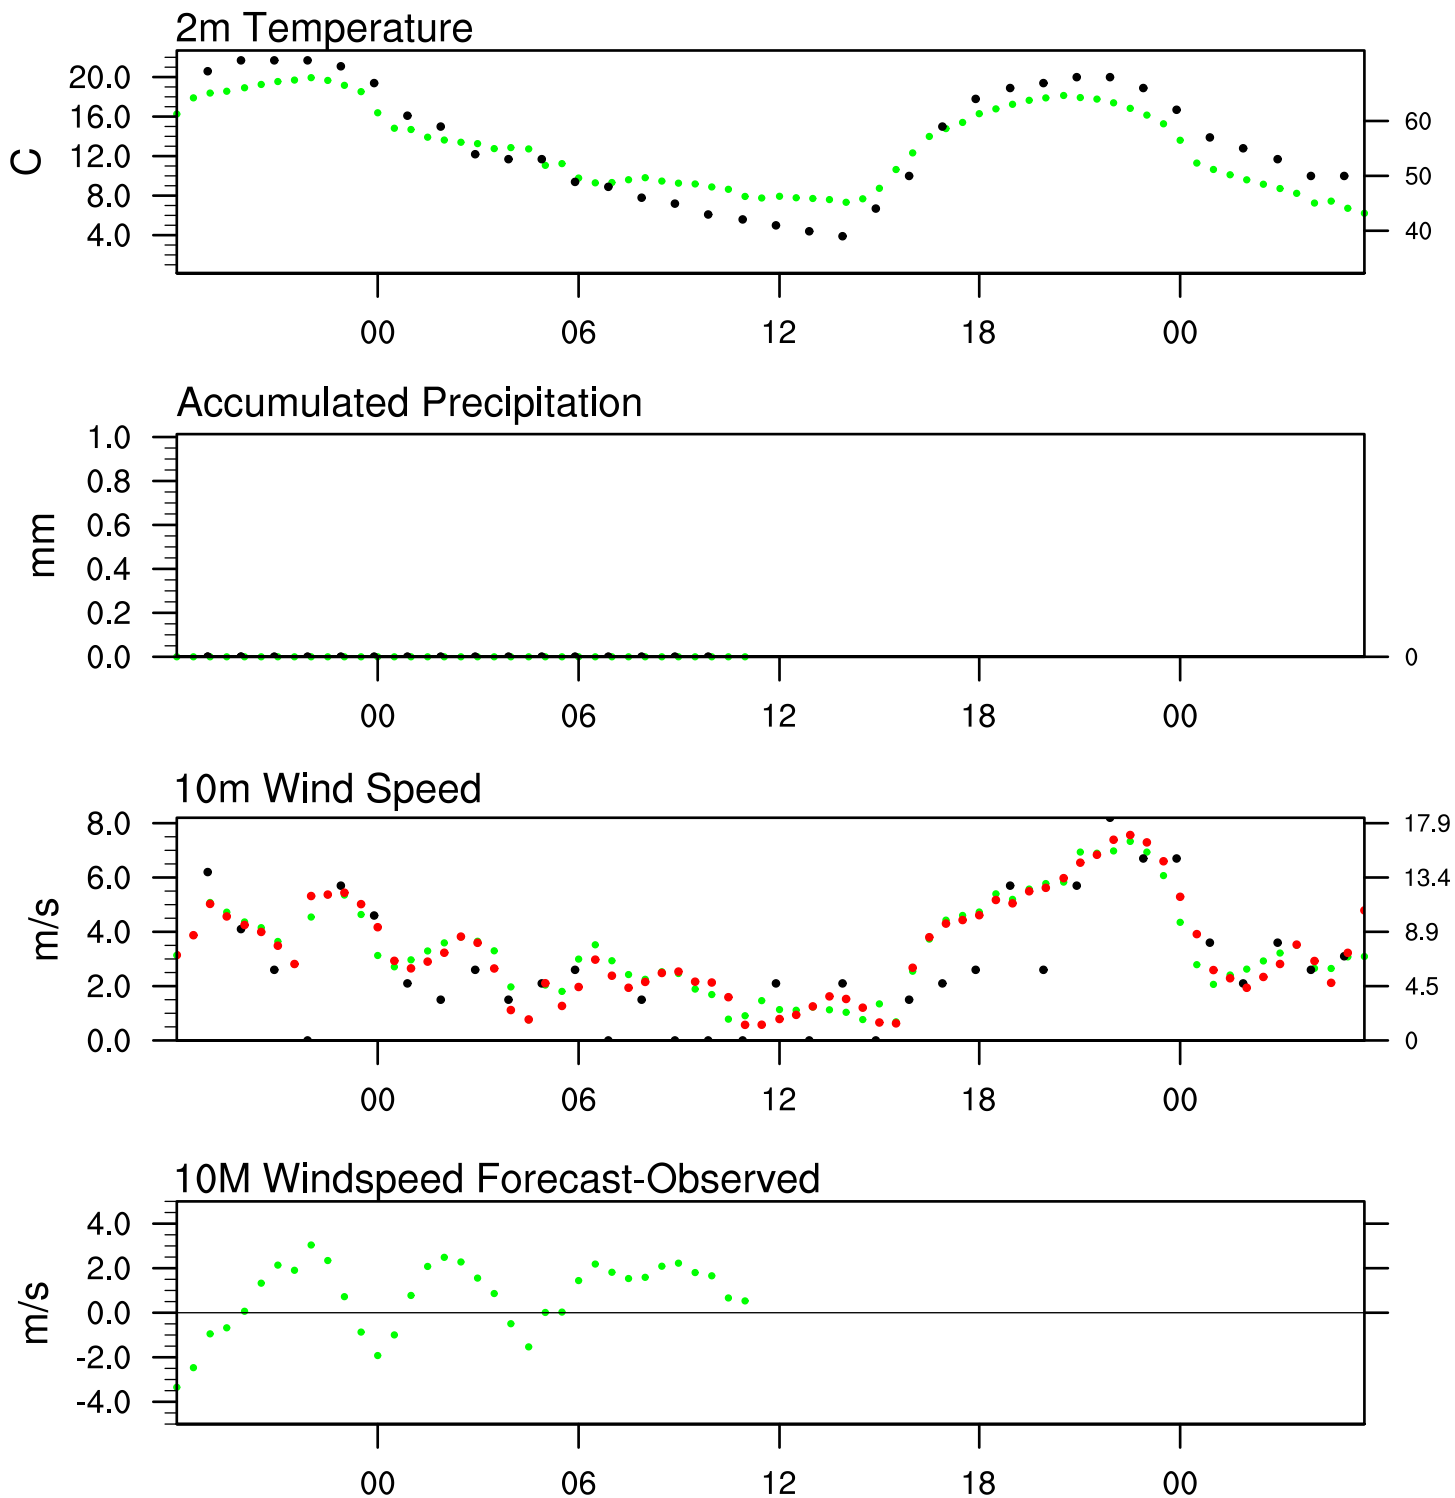 2m Temperature
20.0
16.0
12.0
8.0
4.0
C
60
50
40
00 06 12 18 00
Accumulated Precipitation
1.0
0.8
0.6
0.4
0.2
0.0
mm
0
00 06 12 18 00
10m Wind Speed
8.0
6.0
4.0
2.0
0.0
m/s
17.9
13.4
8.9
4.5
0
00 06 12 18 00
10M Windspeed Forecast-Observed
4.0
2.0
0.0
-2.0
-4.0
m/s
00 06 12 18 00